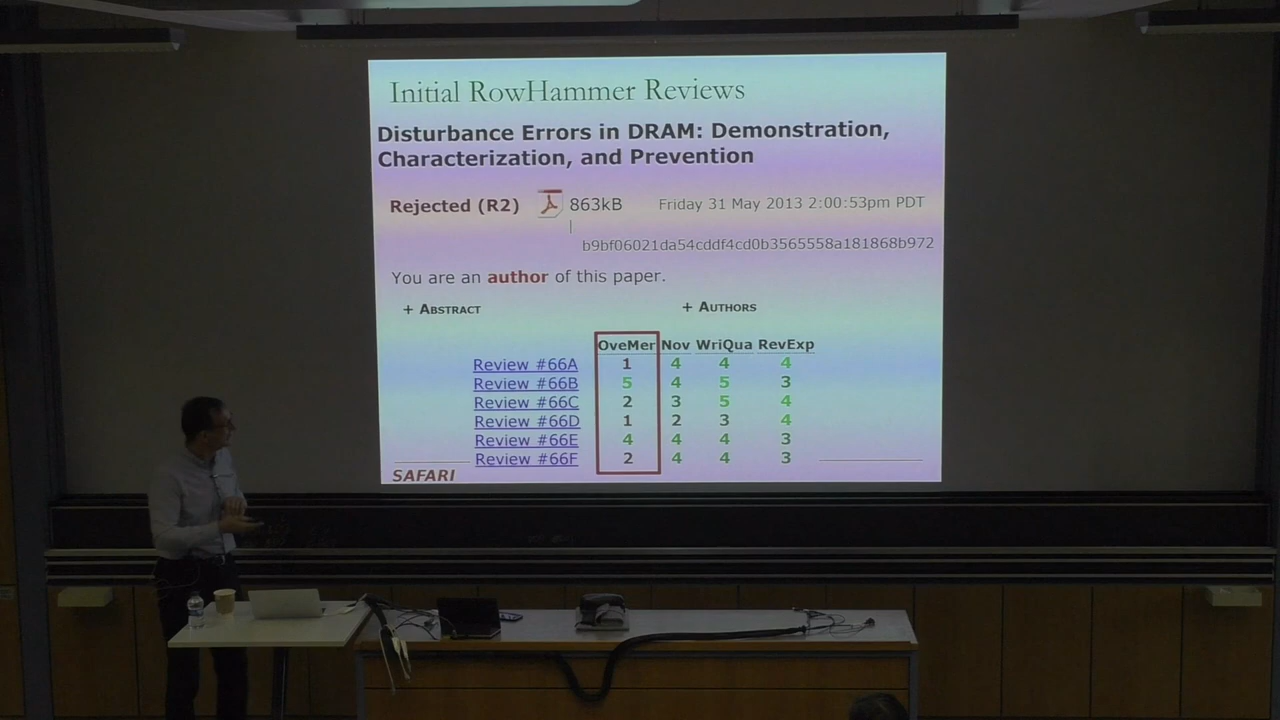 Initial RowHammer Reviews
Disturbance Errors in DRAM: Demonstration,
Characterization, and Prevention
Rejected (R2) 863kB Friday 31 May 2013 2:00:53pm PDT
|
b9bf06021da54cddf4cd0b3565558a181868b972
You are an author of this paper.
+ ABSTRACT + AUTHORS
OveMer Nov WriQua RevExp
Review #66A 1 4 4 4
Review #66B 5 4 5 3
Review #66C 2 3 5 4
Review #66D 1 2 3 4
Review #66E 4 4 4 3
Review #66F 2 4 4 3
SAFARI